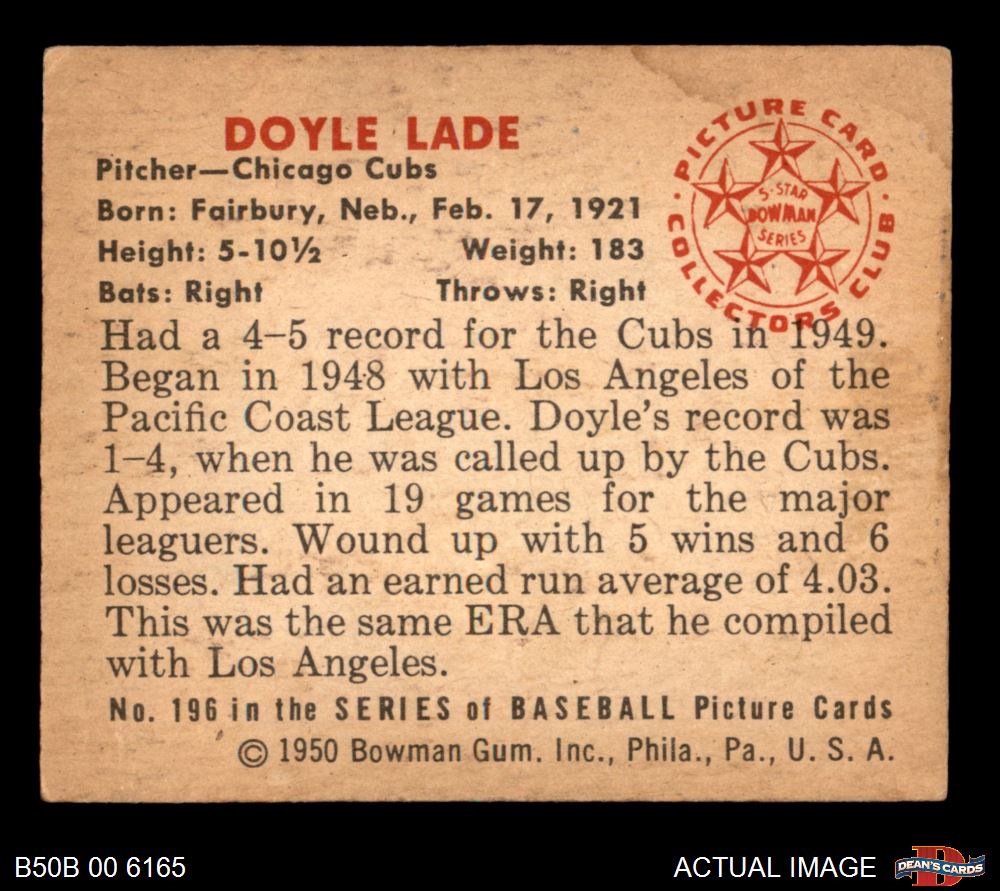 DOYLE LADE
Pitcher—Chicago Cubs
Born: Fairbury, Neb., Feb. 17, 1921
Height: 5-10½ Weight: 183
Bats: Right Throws: Right
PICTURE CARD
COLLECTORS CLUB
5-STAR
BOWMAN
SERIES
Had a 4–5 record for the Cubs in 1949.
Began in 1948 with Los Angeles of the
Pacific Coast League. Doyle's record was
1–4, when he was called up by the Cubs.
Appeared in 19 games for the major
leaguers. Wound up with 5 wins and 6
losses. Had an earned run average of 4.03.
This was the same ERA that he compiled
with Los Angeles.
No. 196 in the SERIES of BASEBALL Picture Cards
© 1950 Bowman Gum. Inc., Phila., Pa., U. S. A.
B50B 00 6165
ACTUAL IMAGE
DEAN'S CARDS